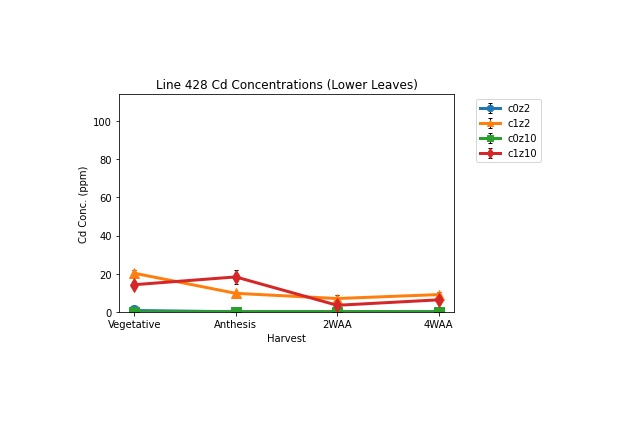 Line 428 Cd Concentrations (Lower Leaves)
c0z2
c1z2
c0z10
c1z10
100
80
60
40
20
0
Cd Conc. (ppm)
Vegetative Anthesis 2WAA 4WAA
Harvest